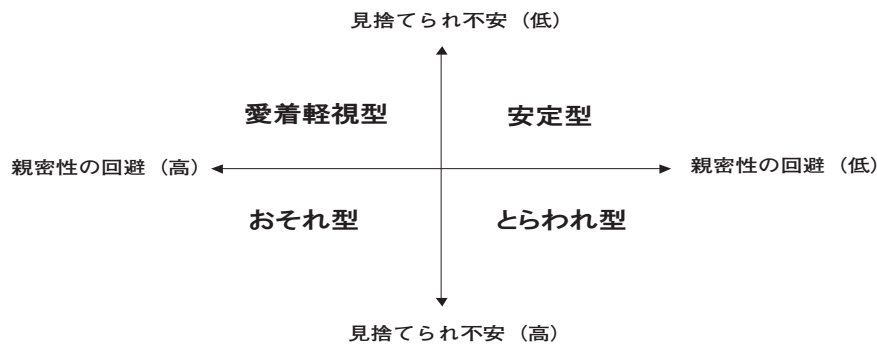 見捨てられ不安（低）
愛着軽視型
安定型
親密性の回避（高）
親密性の回避（低）
おそれ型
とらわれ型
見捨てられ不安（高）